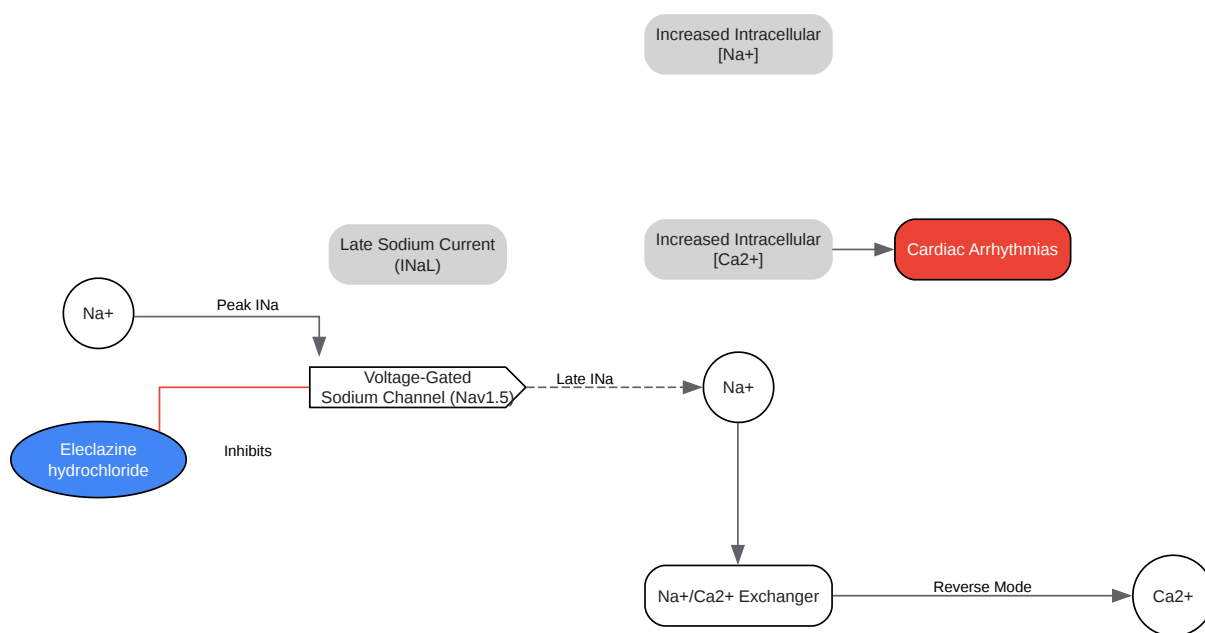 Increased Intracellular
[Na+]
Late Sodium Current
(INaL)
Increased Intracellular
[Ca2+]
Cardiac Arrhythmias
Na+
Peak INa
Voltage-Gated
Sodium Channel (Nav1.5)
Late INa
Na+
Eleclazine
hydrochloride
Inhibits
Na+/Ca2+ Exchanger
Reverse Mode
Ca2+